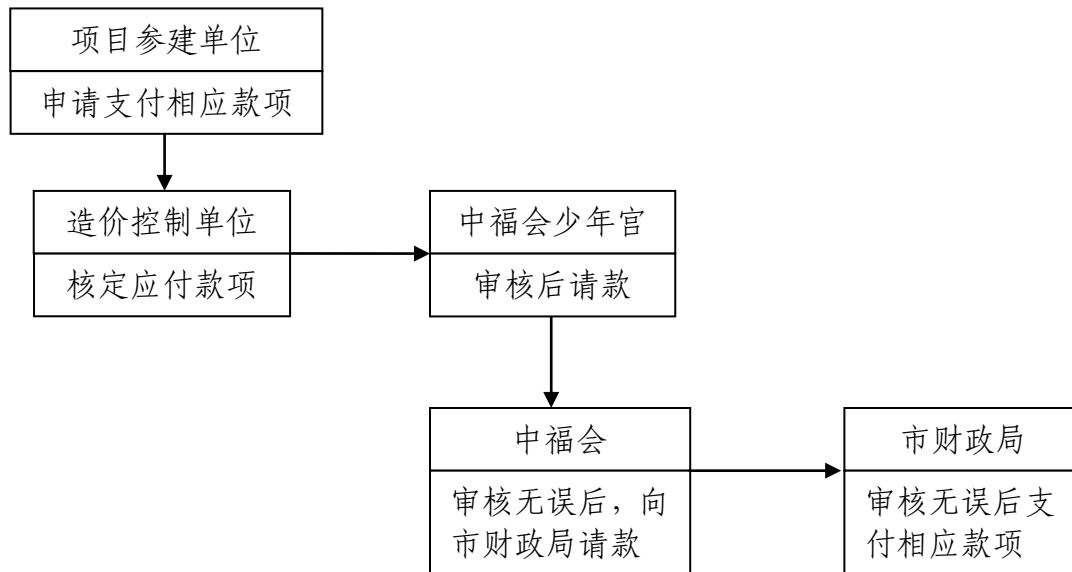 项目参建单位
申请支付相应款项
造价控制单位
核定应付款项
中福会少年宫
审核后请款
中福会
审核无误后，向
市财政局请款
市财政局
审核无误后支
付相应款项